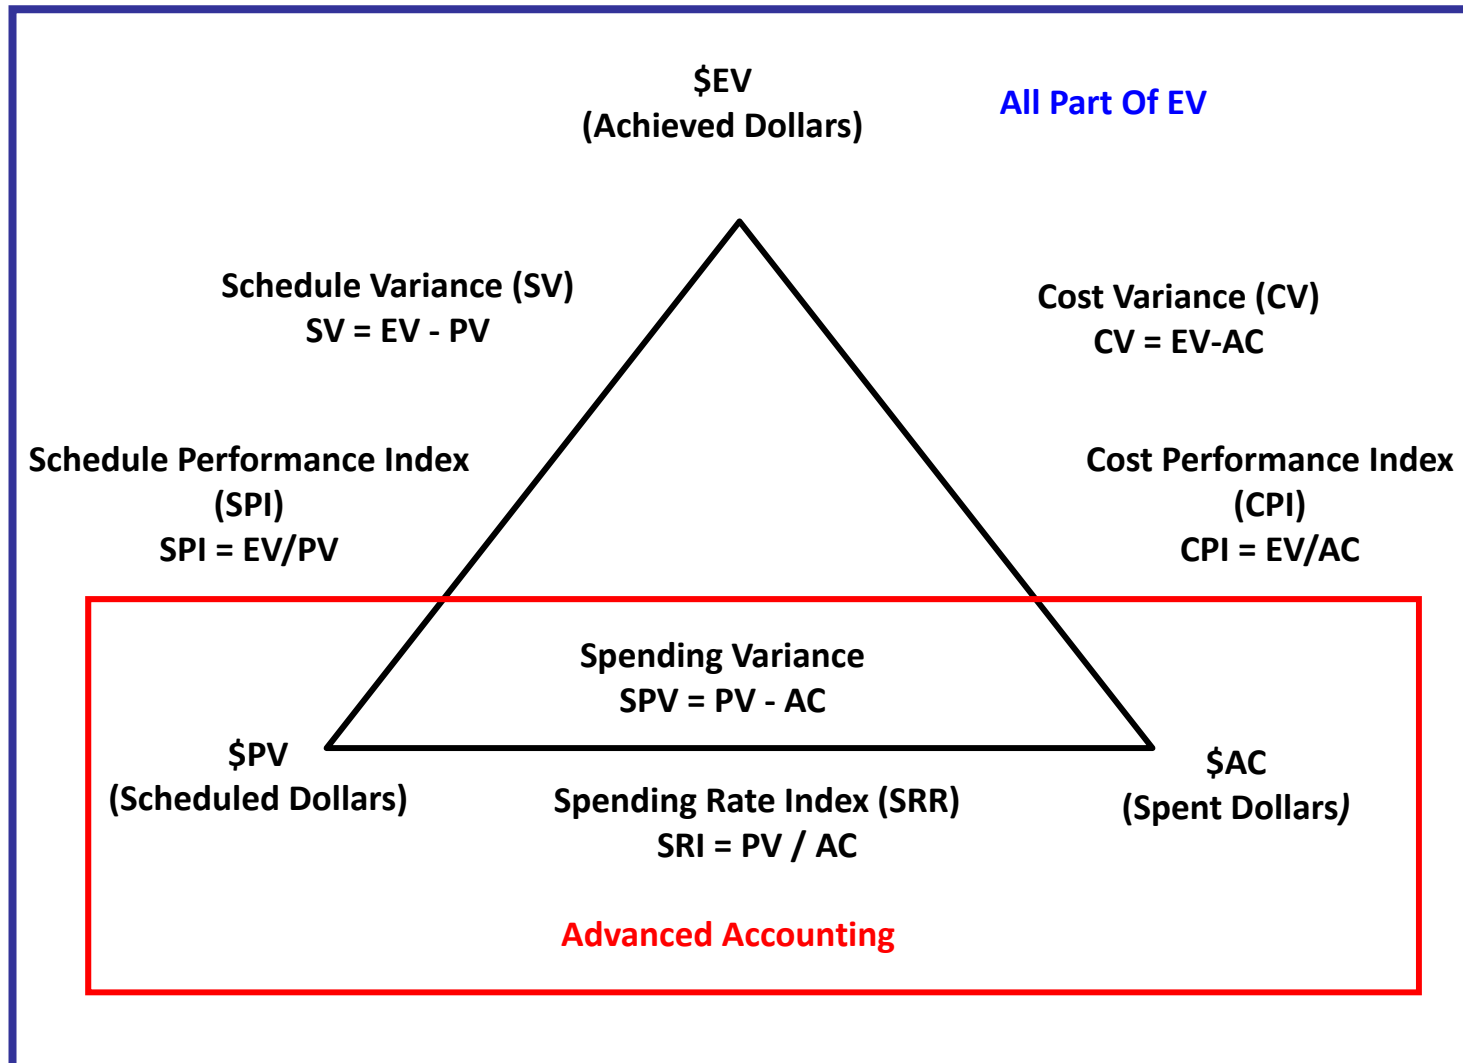 $EV
(Achieved Dollars)
All Part Of EV
Schedule Variance (SV)
SV = EV - PV
Cost Variance (CV)
CV = EV-AC
Schedule Performance Index
(SPI)
SPI = EV/PV
Cost Performance Index
(CPI)
CPI = EV/AC
Spending Variance
SPV = PV - AC
$PV
(Scheduled Dollars)
Spending Rate Index (SRR)
SRI = PV / AC
$AC
(Spent Dollars)
Advanced Accounting